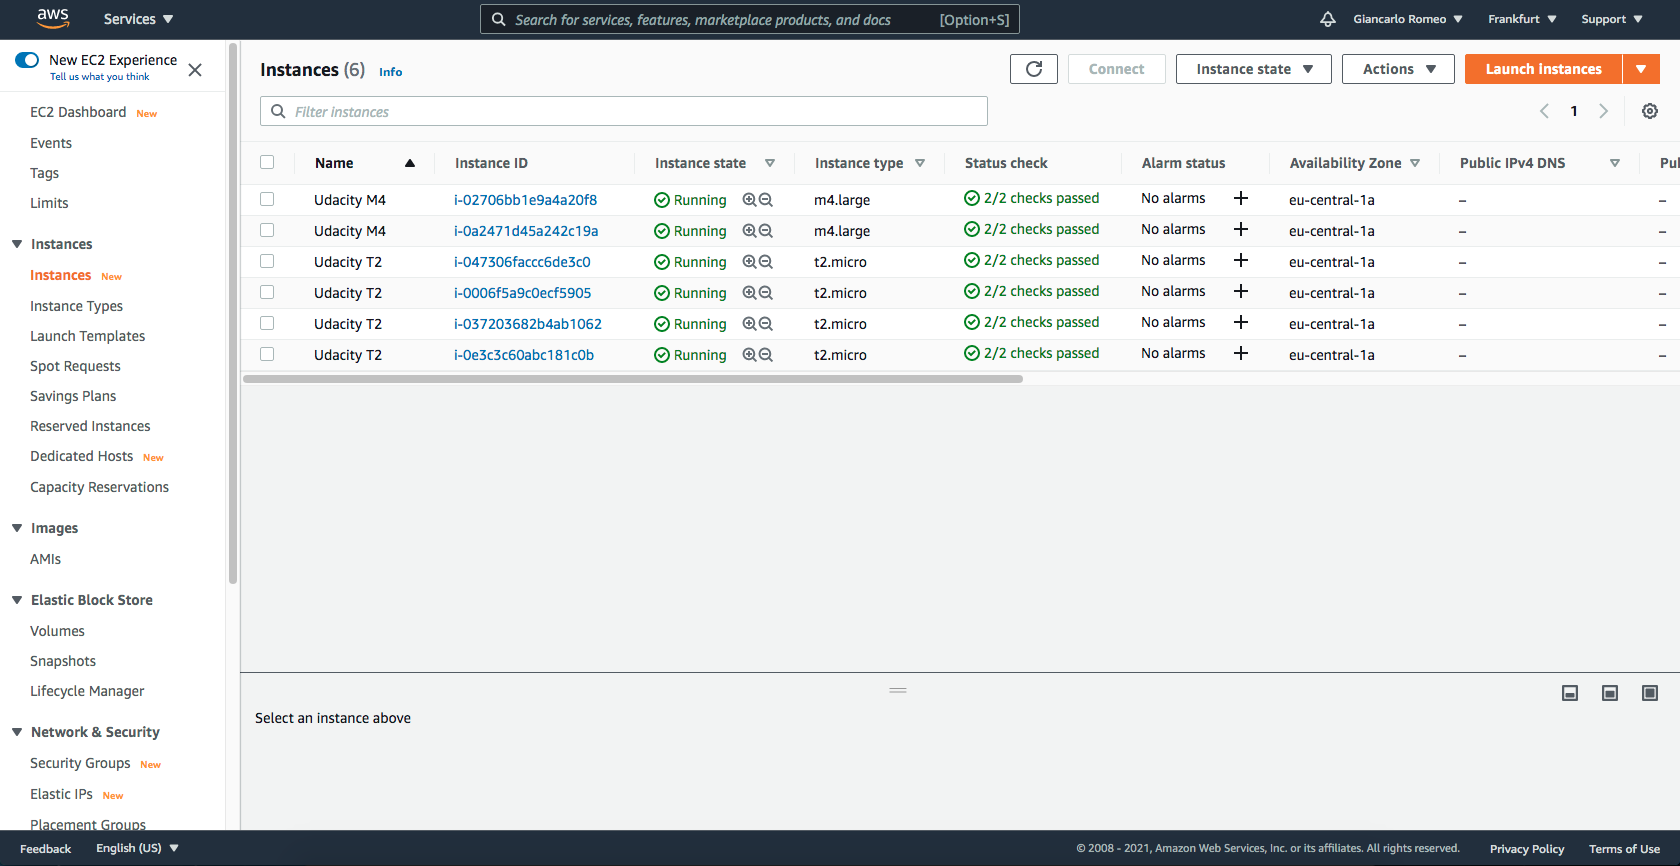 aws Services Search for services, features, marketplace products, and docs [Option+S] Giancarlo Romeo Frankfurt Support
New EC2 Experience
Tell us what you think
EC2 Dashboard New
Events
Tags
Limits
Instances
Instances New
Instance Types
Launch Templates
Spot Requests
Savings Plans
Reserved Instances
Dedicated Hosts New
Capacity Reservations
Images
AMIs
Elastic Block Store
Volumes
Snapshots
Lifecycle Manager
Network & Security
Security Groups New
Elastic IPs New
Placement Groups
Instances (6) Info Connect Instance state Actions Launch instances
Filter instances 1
Name Instance ID Instance state Instance type Status check Alarm status Availability Zone Public IPv4 DNS
Udacity M4 i-02706bb1e9a4a20f8 Running m4.large 2/2 checks passed No alarms + eu-central-1a – –
Udacity M4 i-0a2471d45a242c19a Running m4.large 2/2 checks passed No alarms + eu-central-1a – –
Udacity T2 i-047306faccc6de3c0 Running t2.micro 2/2 checks passed No alarms + eu-central-1a – –
Udacity T2 i-0006f5a9c0ecf5905 Running t2.micro 2/2 checks passed No alarms + eu-central-1a – –
Udacity T2 i-037203682b4ab1062 Running t2.micro 2/2 checks passed No alarms + eu-central-1a – –
Udacity T2 i-0e3c3c60abc181c0b Running t2.micro 2/2 checks passed No alarms + eu-central-1a – –
Select an instance above
Feedback English (US) © 2008 - 2021, Amazon Web Services, Inc. or its affiliates. All rights reserved. Privacy Policy Terms of Use